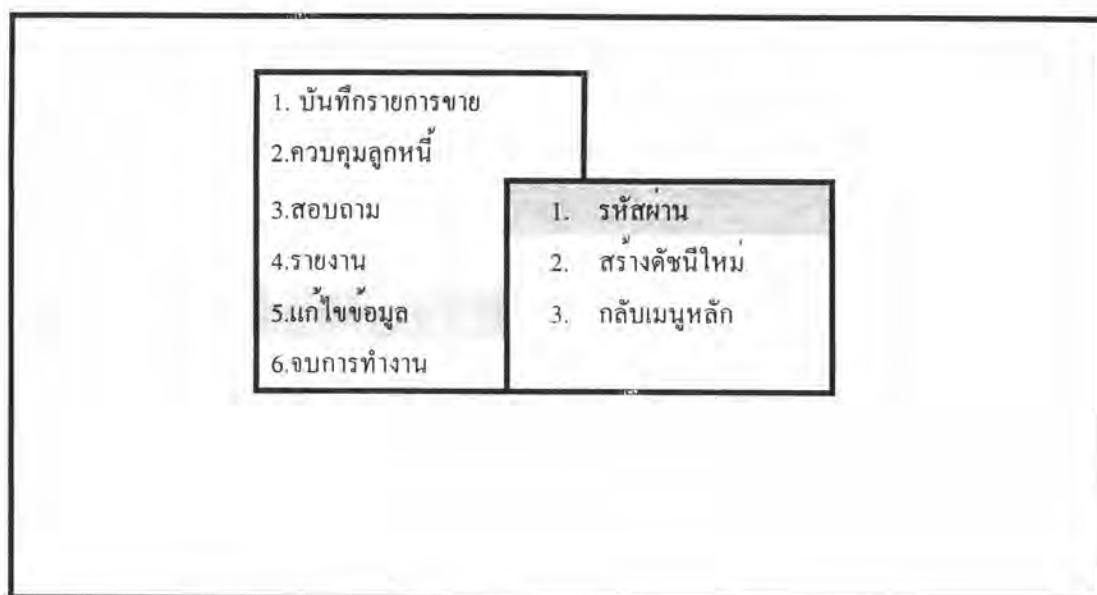 1. บันทึกรายการขาย
2.ควบคุมลูกหนี้
3.สอบถาม
4.รายงาน
5.แก้ไขข้อมูล
6.จบการทำงาน
1. รหัสผ่าน
2. สร้างดัชนีใหม่
3. กลับเมนูหลัก